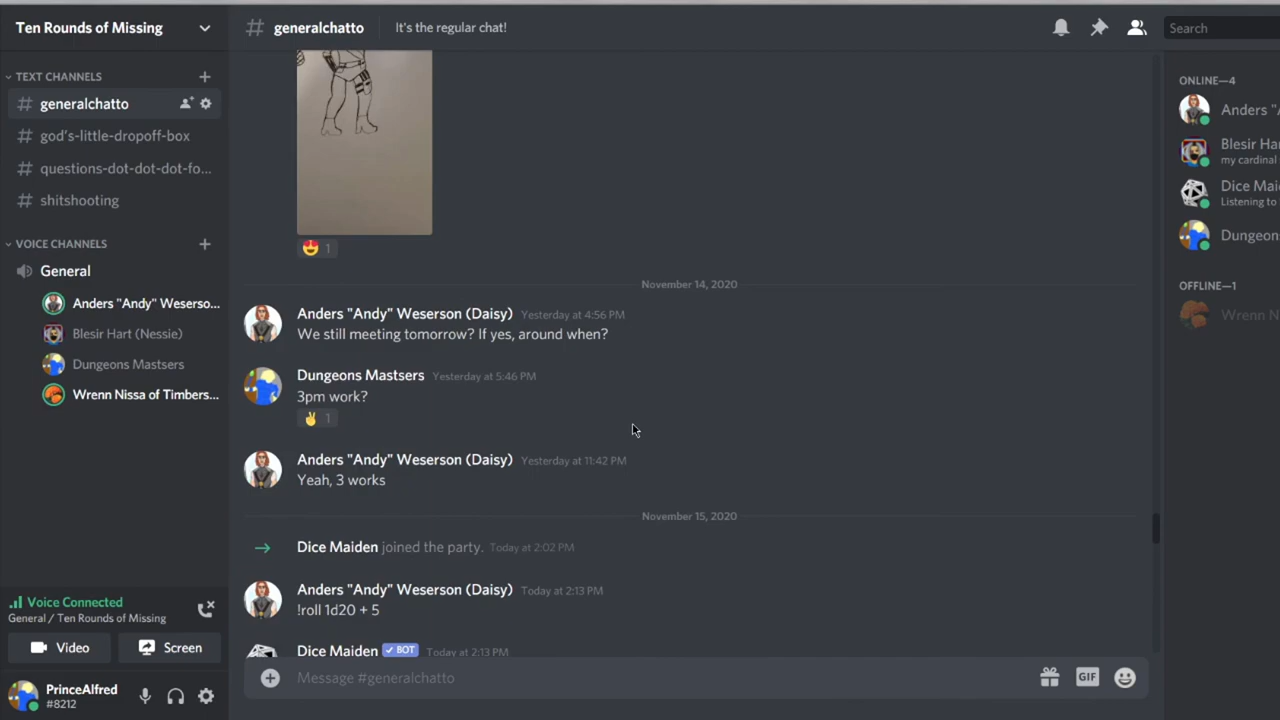 Ten Rounds of Missing
# generalchatto
It's the regular chat!
Search
TEXT CHANNELS
# generalchatto
# god's-little-dropoff-box
# questions-dot-dot-dot-fo...
# shitshooting
VOICE CHANNELS
General
Anders "Andy" Weserso...
Blesir Hart (Nessie)
Dungeons Mastsers
Wrenn Nissa of Timbers...
Voice Connected
General / Ten Rounds of Missing
Video
Screen
PrinceAlfred
#8212
1
November 14, 2020
Anders "Andy" Weserson (Daisy) Yesterday at 4:56 PM
We still meeting tomorrow? If yes, around when?
Dungeons Mastsers Yesterday at 5:46 PM
3pm work?
1
Anders "Andy" Weserson (Daisy) Yesterday at 11:42 PM
Yeah, 3 works
November 15, 2020
Dice Maiden joined the party. Today at 2:02 PM
Anders "Andy" Weserson (Daisy) Today at 2:13 PM
!roll 1d20 + 5
Dice Maiden BOT Today at 2:13 PM
Message #generalchatto
GIF
ONLINE—4
Anders "
Blesir Hart
my cardinal
Dice Mai
Listening to
Dungeons
OFFLINE—1
Wrenn N